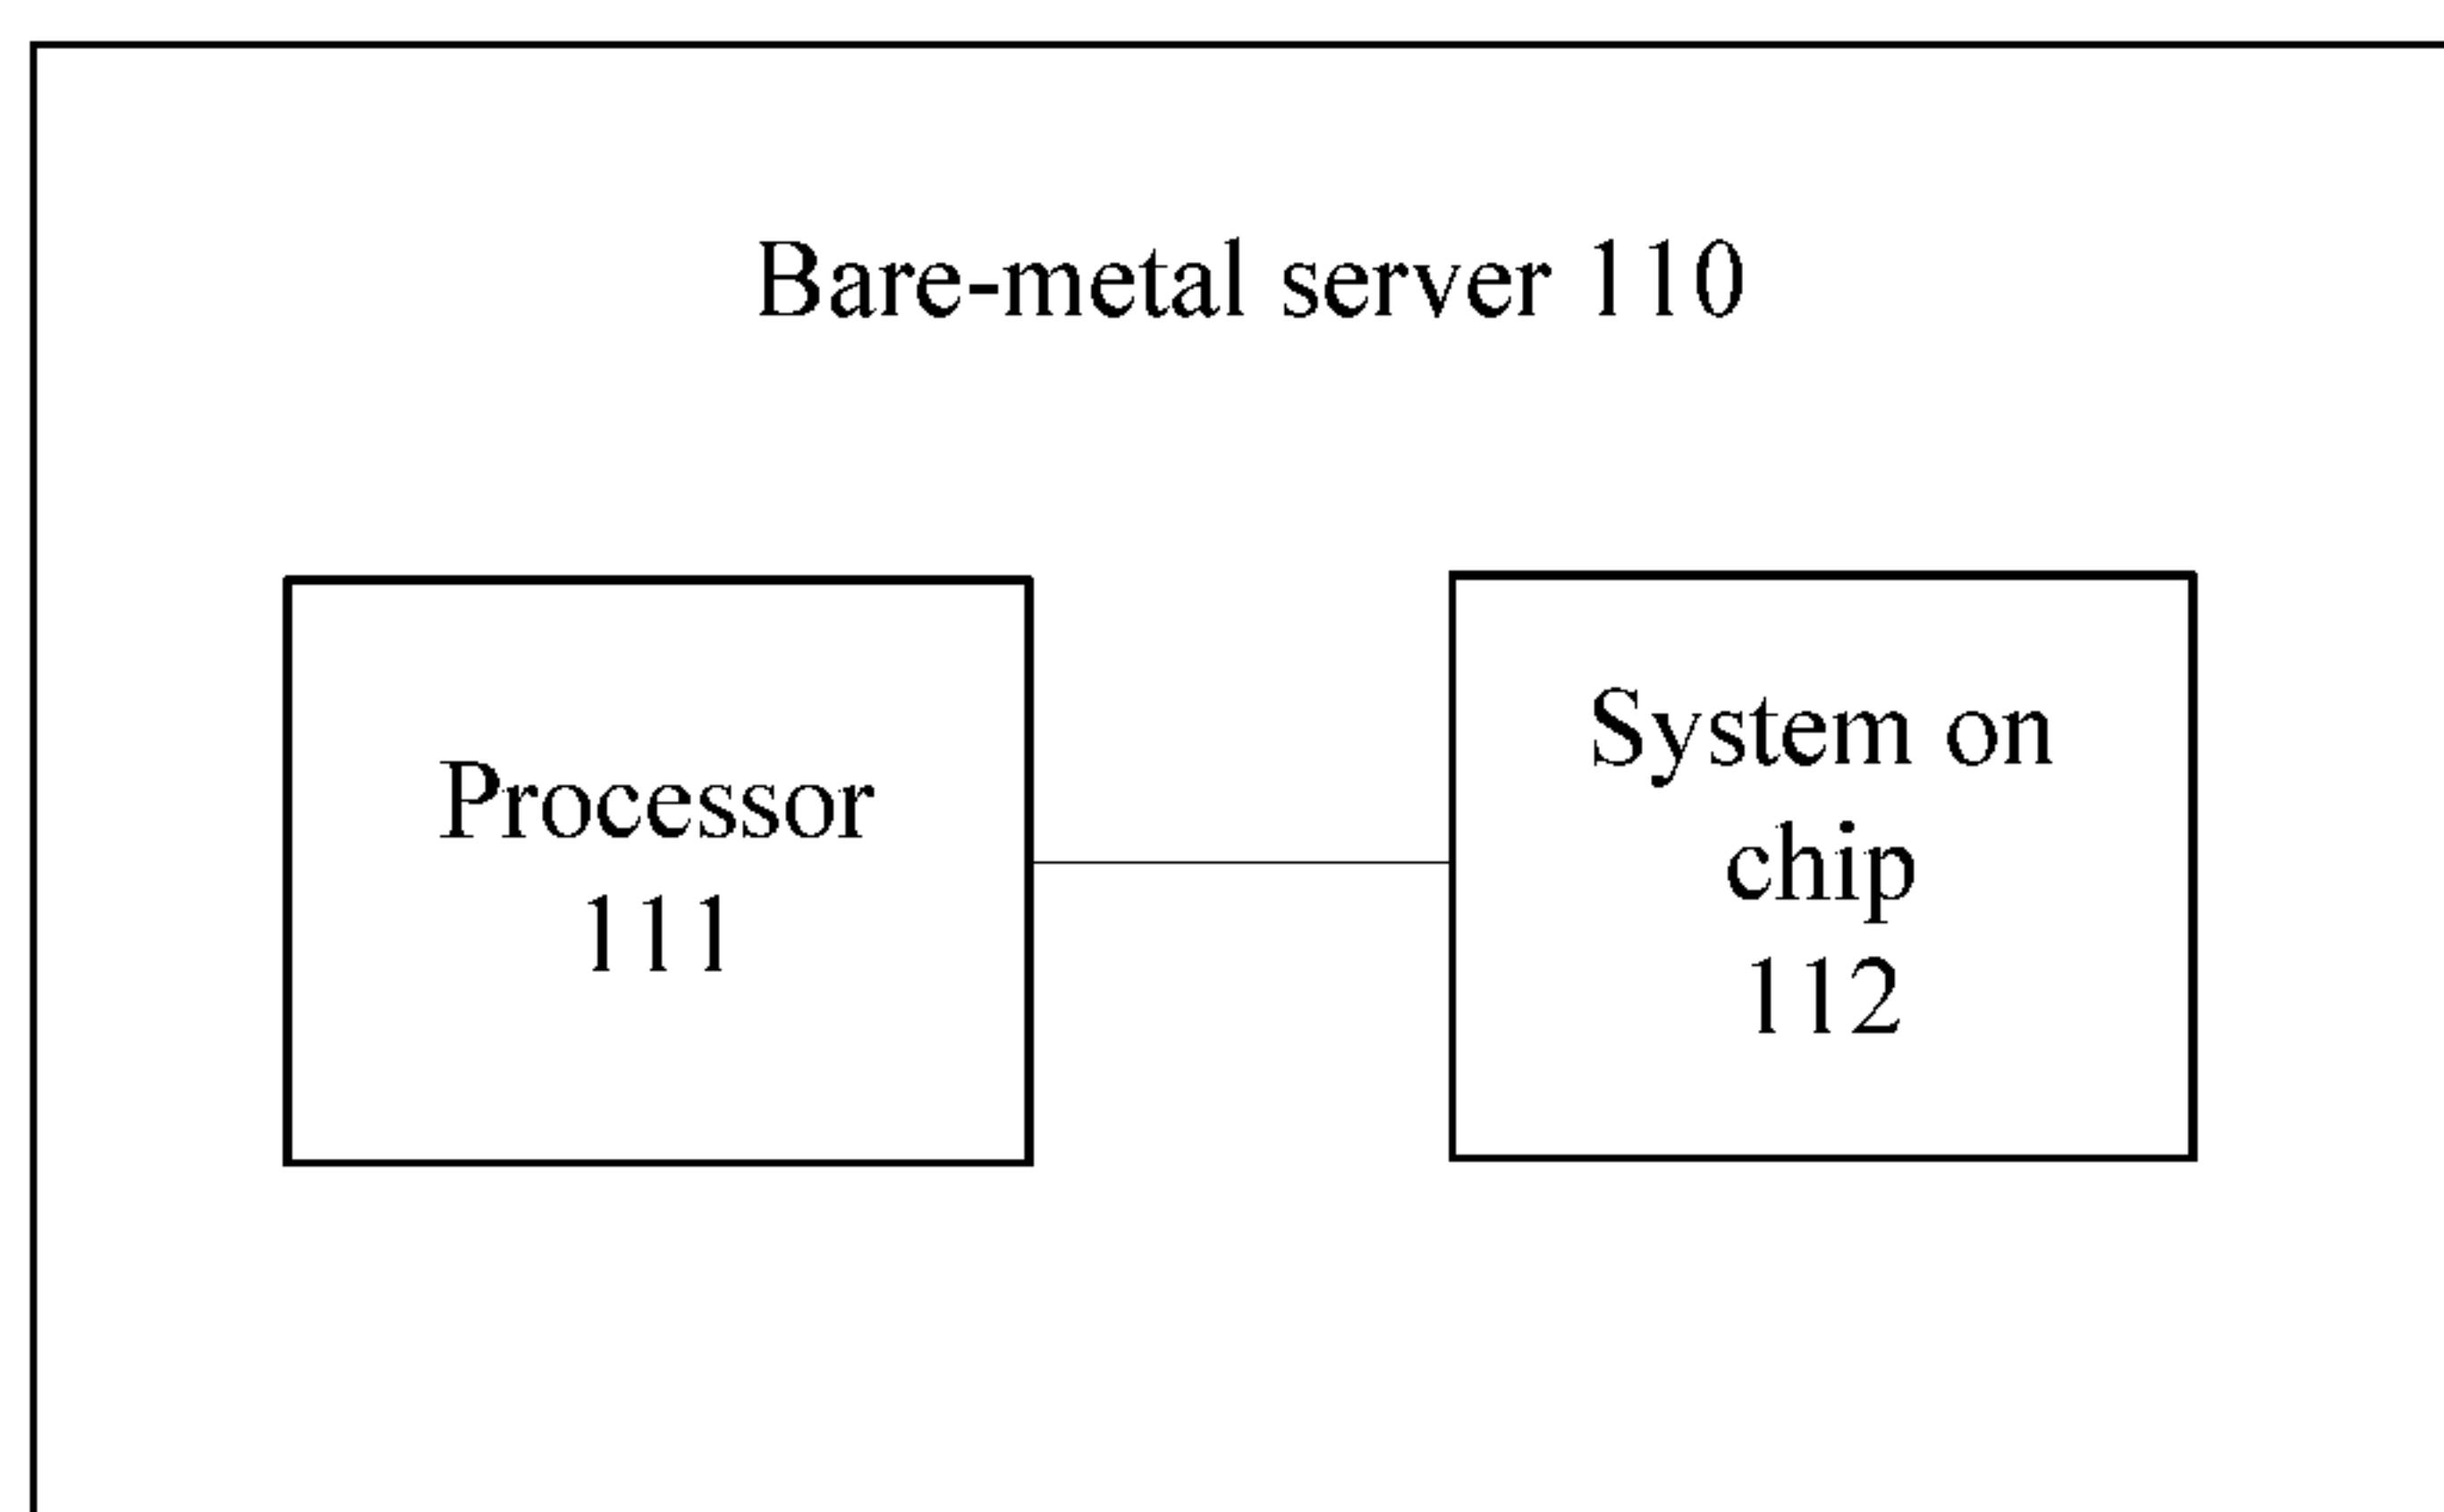 Bare-metal server 110
Processor
111
System on
chip
112